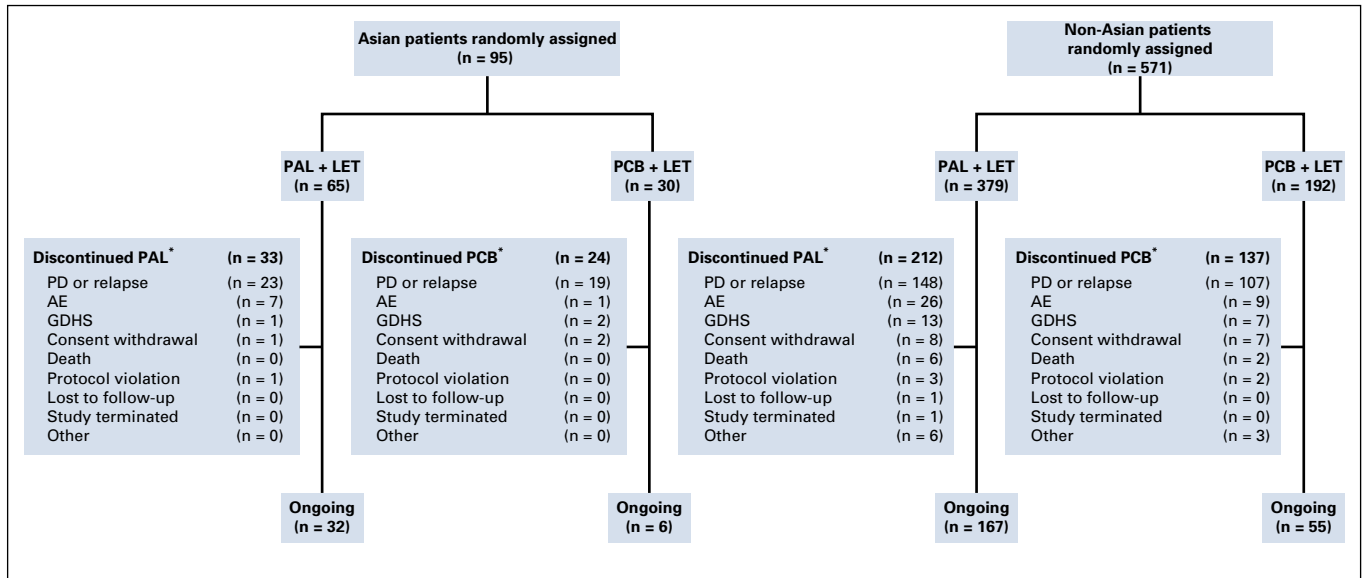 Asian patients randomly assigned
(n = 95)
Non-Asian patients
randomly assigned
(n = 571)
PAL + LET
(n = 65)
PCB + LET
(n = 30)
PAL + LET
(n = 379)
PCB + LET
(n = 192)
Discontinued PAL* (n = 33)
PD or relapse (n = 23)
AE (n = 7)
GDHS (n = 1)
Consent withdrawal (n = 1)
Death (n = 0)
Protocol violation (n = 1)
Lost to follow-up (n = 0)
Study terminated (n = 0)
Other (n = 0)
Discontinued PCB* (n = 24)
PD or relapse (n = 19)
AE (n = 1)
GDHS (n = 2)
Consent withdrawal (n = 2)
Death (n = 0)
Protocol violation (n = 0)
Lost to follow-up (n = 0)
Study terminated (n = 0)
Other (n = 0)
Discontinued PAL* (n = 212)
PD or relapse (n = 148)
AE (n = 26)
GDHS (n = 13)
Consent withdrawal (n = 8)
Death (n = 6)
Protocol violation (n = 3)
Lost to follow-up (n = 1)
Study terminated (n = 1)
Other (n = 6)
Discontinued PCB* (n = 137)
PD or relapse (n = 107)
AE (n = 9)
GDHS (n = 7)
Consent withdrawal (n = 7)
Death (n = 2)
Protocol violation (n = 2)
Lost to follow-up (n = 0)
Study terminated (n = 0)
Other (n = 3)
Ongoing
(n = 32)
Ongoing
(n = 6)
Ongoing
(n = 167)
Ongoing
(n = 55)